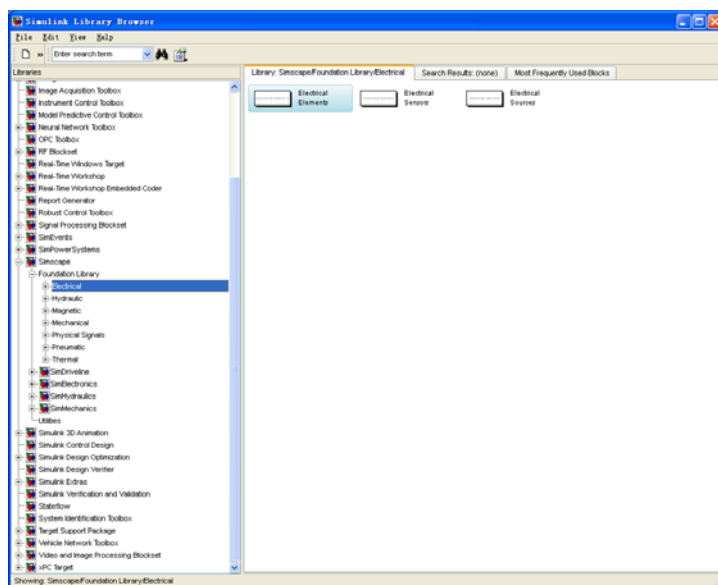 Simulink Library Browser
File Edit View Help
Enter search term
Libraries
Image Acquisition Toolbox
Instrument Control Toolbox
Model Predictive Control Toolbox
Neural Network Toolbox
OPC Toolbox
RF Blockset
Real-Time Windows Target
Real-Time Workshop
Real-Time Workshop Embedded Coder
Report Generator
Robust Control Toolbox
Signal Processing Blockset
SimEvents
SimPowerSystems
Simscape
Foundation Library
Electrical
Hydraulic
Magnetic
Mechanical
Physical Signals
Pneumatic
Thermal
SimDriveline
SimElectronics
SimHydraulics
SimMechanics
Utilities
Simulink 3D Animation
Simulink Control Design
Simulink Design Optimization
Simulink Design Verifier
Simulink Extras
Simulink Verification and Validation
Stateflow
System Identification Toolbox
Target Support Package
Vehicle Network Toolbox
Video and Image Processing Blockset
xPC Target
Library: Simscape/Foundation Library/Electrical Search Results: (none) Most Frequently Used Blocks
Electrical
Elements
Electrical
Sensors
Electrical
Sources
Showing: Simscape/Foundation Library/Electrical